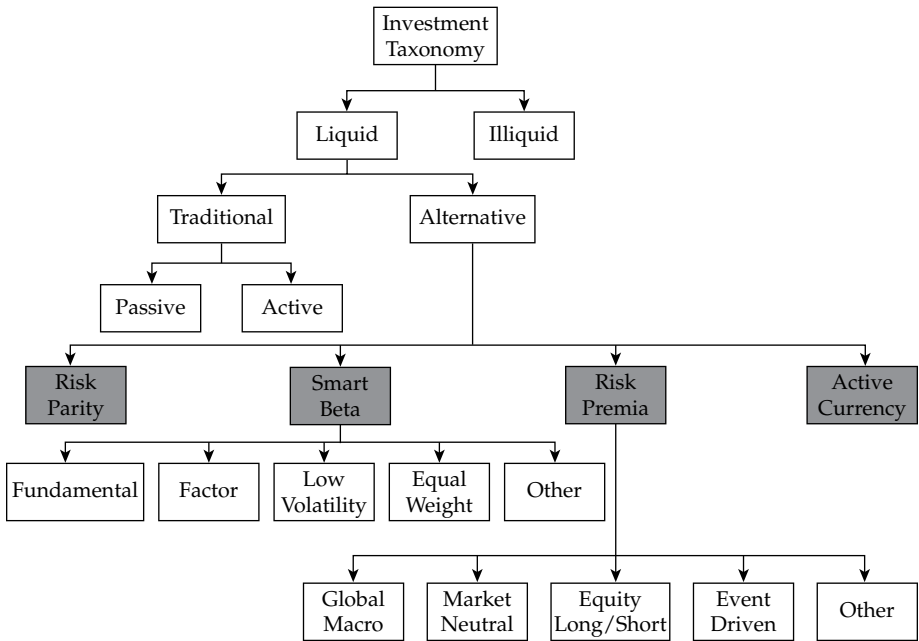 Investment
Taxonomy
Liquid
Illiquid
Traditional
Alternative
Passive
Active
Risk
Parity
Smart
Beta
Risk
Premia
Active
Currency
Fundamental
Factor
Low
Volatility
Equal
Weight
Other
Global
Macro
Market
Neutral
Equity
Long/Short
Event
Driven
Other